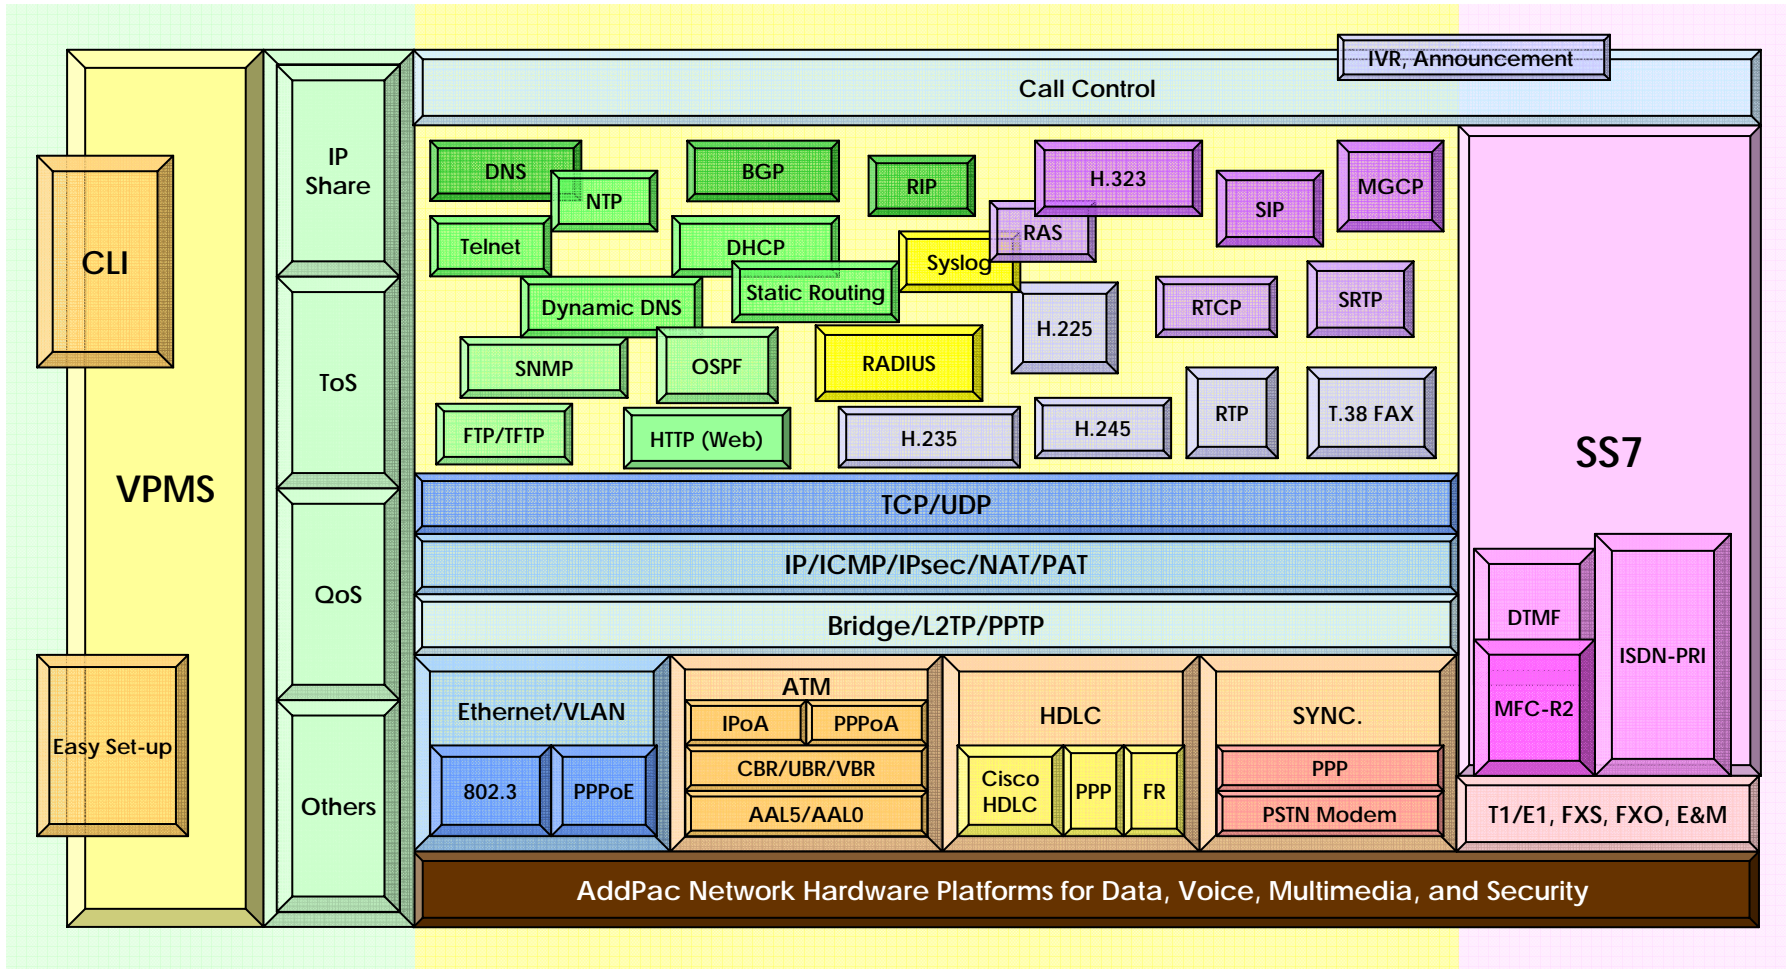 IVR, Announcement
Call Control
VPMS
CLI
Easy Set-up
IP
Share
ToS
QoS
Others
DNS
NTP
BGP
RIP
H.323
SIP
MGCP
Telnet
DHCP
Syslog
RAS
Dynamic DNS
Static Routing
H.225
RTCP
SRTP
SNMP
OSPF
RADIUS
RTP
T.38 FAX
FTP/TFTP
HTTP (Web)
H.235
H.245
TCP/UDP
IP/ICMP/IPsec/NAT/PAT
Bridge/L2TP/PPTP
Ethernet/VLAN
802.3
PPPoE
ATM
IPoA
PPPoA
CBR/UBR/VBR
AAL5/AAL0
HDLC
Cisco
HDLC
PPP
FR
SYNC.
PPP
PSTN Modem
SS7
DTMF
MFC-R2
ISDN-PRI
T1/E1, FXS, FXO, E&M
AddPac Network Hardware Platforms for Data, Voice, Multimedia, and Security